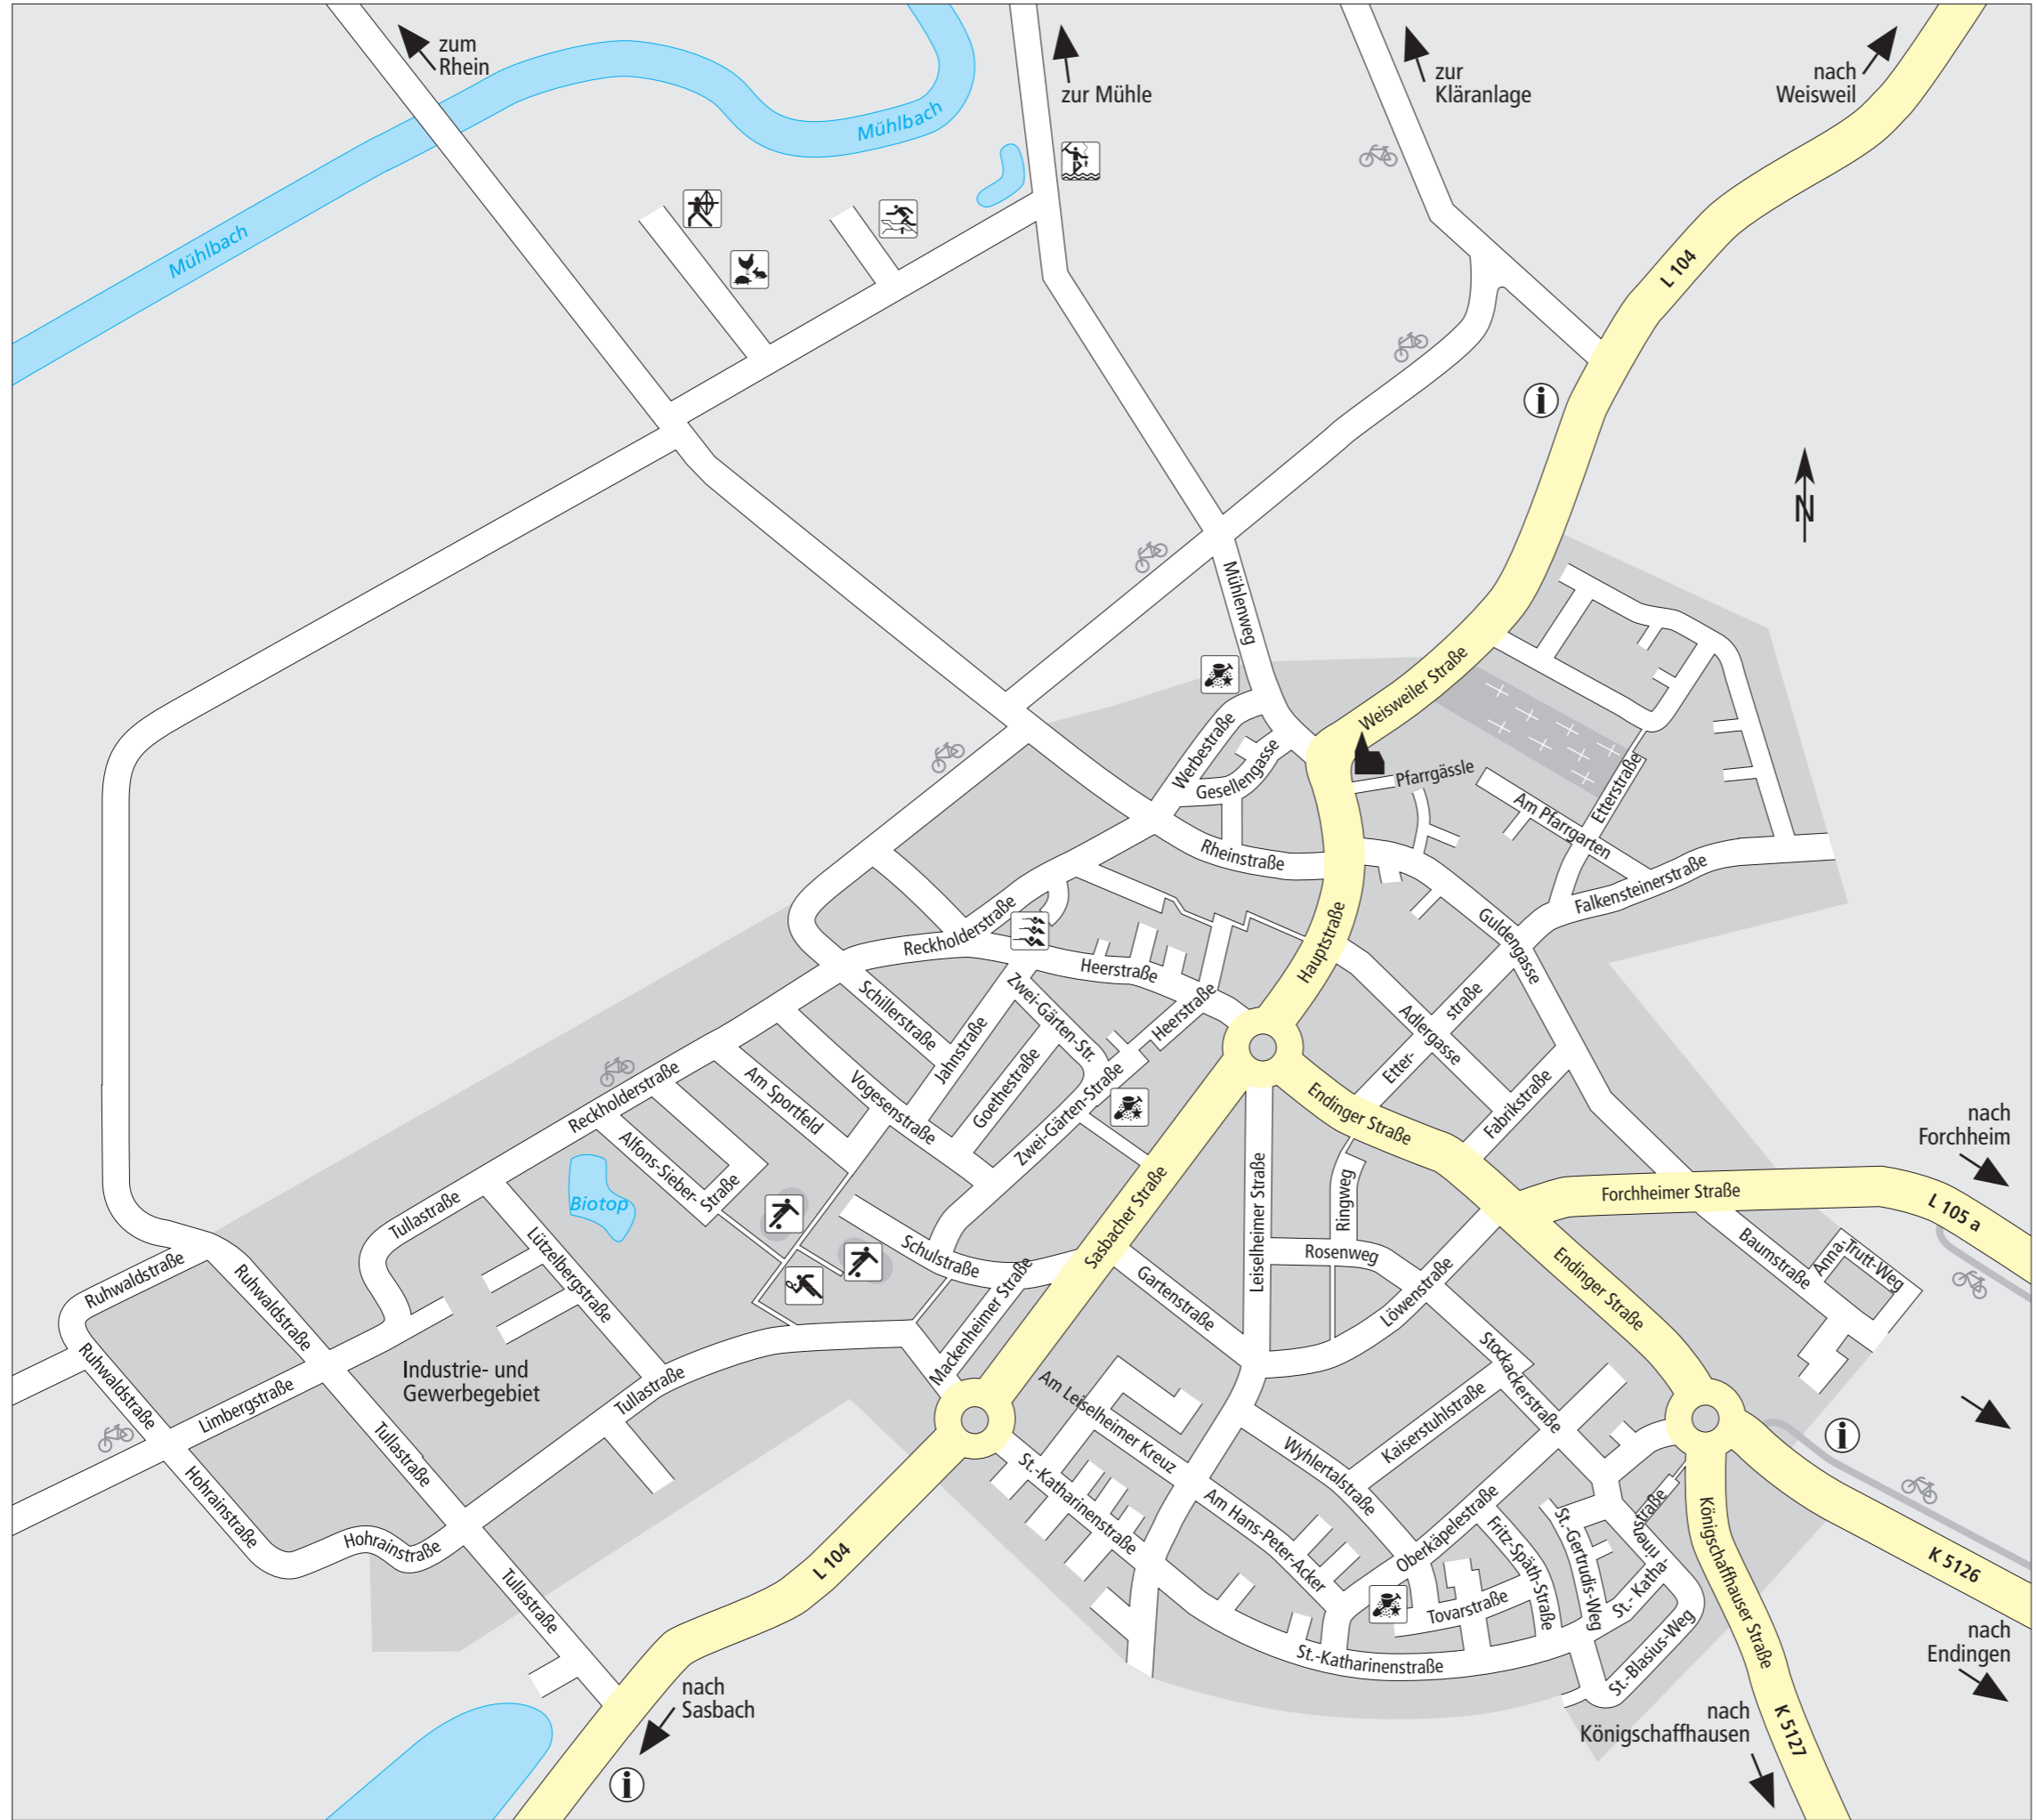 zum
Rhein
zur Mühle
zur
Kläranlage
nach
Weisweil
Mühlbach
Mühlbach
L 104
N
Mühlenweg
Weisweiler Straße
Werbestraße
Gesellengasse
Pfarrgässle
Am Pfarrgarten
Etterstraße
Rheinstraße
Falkensteinerstraße
Guldengasse
Hauptstraße
Reckholderstraße
Heerstraße
Heerstraße
Zwei-Gärten-Str.
Schillerstraße
Jahnstraße
Goethestraße
Zwei-Gärten-Straße
Vogesenstraße
Am Sportfeld
Reckholderstraße
Alfons-Sieber-
Straße
Adlergasse
Etter-
straße
Fabrikstraße
Endinger Straße
nach
Forchheim
Forchheimer Straße
L 105 a
Biotop
Tullastraße
Lützelbergstraße
Schulstraße
Mackenheimer Straße
Sasbacher Straße
Leiselheimer Straße
Ringweg
Rosenweg
Gartenstraße
Löwenstraße
Endinger Straße
Baumstraße
Anna-Trutt-Weg
Ruhwaldstraße
Ruhwaldstraße
Ruhwaldstraße
Limbergstraße
Industrie- und
Gewerbegebiet
Tullastraße
Tullastraße
Hohrainstraße
Hohrainstraße
Tullastraße
Am Leiselheimer Kreuz
St.-Katharinenstraße
Stockackerstraße
Kaiserstuhlstraße
Wyhlertalstraße
Am Hans-Peter-Acker
Oberkäpelestraße
Fritz-Späth-Straße
St.-Gertrudis-Weg
St.- Katha-
rinenstraße
Tovarstraße
St.-Katharinenstraße
St.-Blasius-Weg
Königschaffhauser Straße
K 5126
K 5127
L 104
nach
Sasbach
nach
Endingen
nach
Königschaffhausen
i
i
i